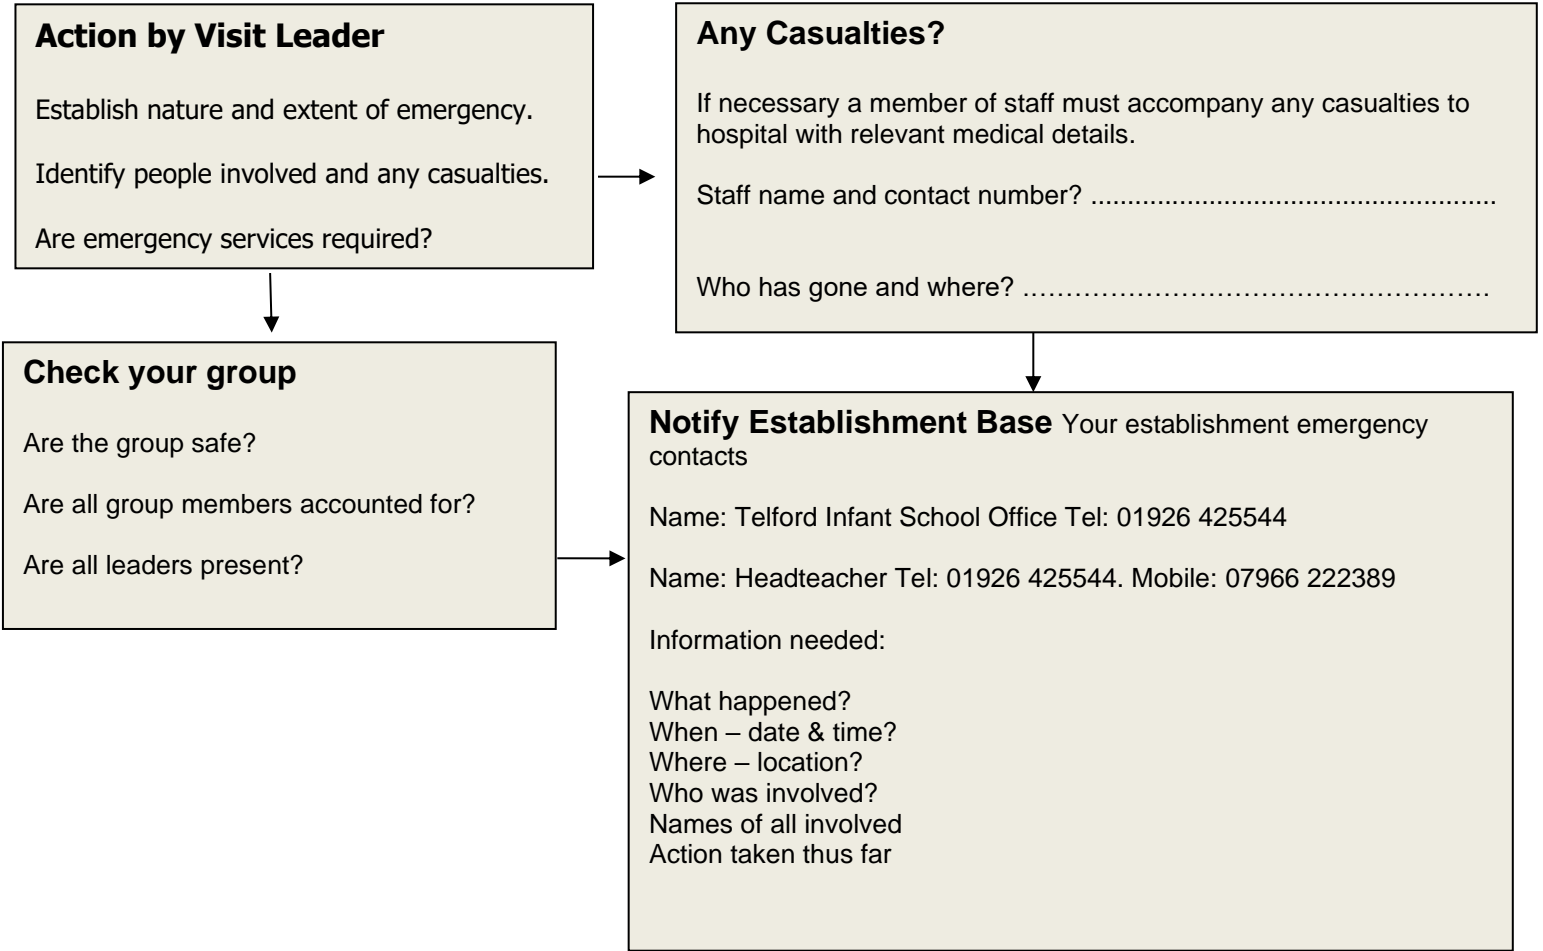 Action by Visit Leader
Establish nature and extent of emergency.
Identify people involved and any casualties.
Are emergency services required?
Any Casualties?
If necessary a member of staff must accompany any casualties to
hospital with relevant medical details.
Staff name and contact number? ........................................................
Who has gone and where? ………………………………………………
Check your group
Are the group safe?
Are all group members accounted for?
Are all leaders present?
Notify Establishment Base Your establishment emergency
contacts
Name: Telford Infant School Office Tel: 01926 425544
Name: Headteacher Tel: 01926 425544. Mobile: 07966 222389
Information needed:
What happened?
When – date & time?
Where – location?
Who was involved?
Names of all involved
Action taken thus far